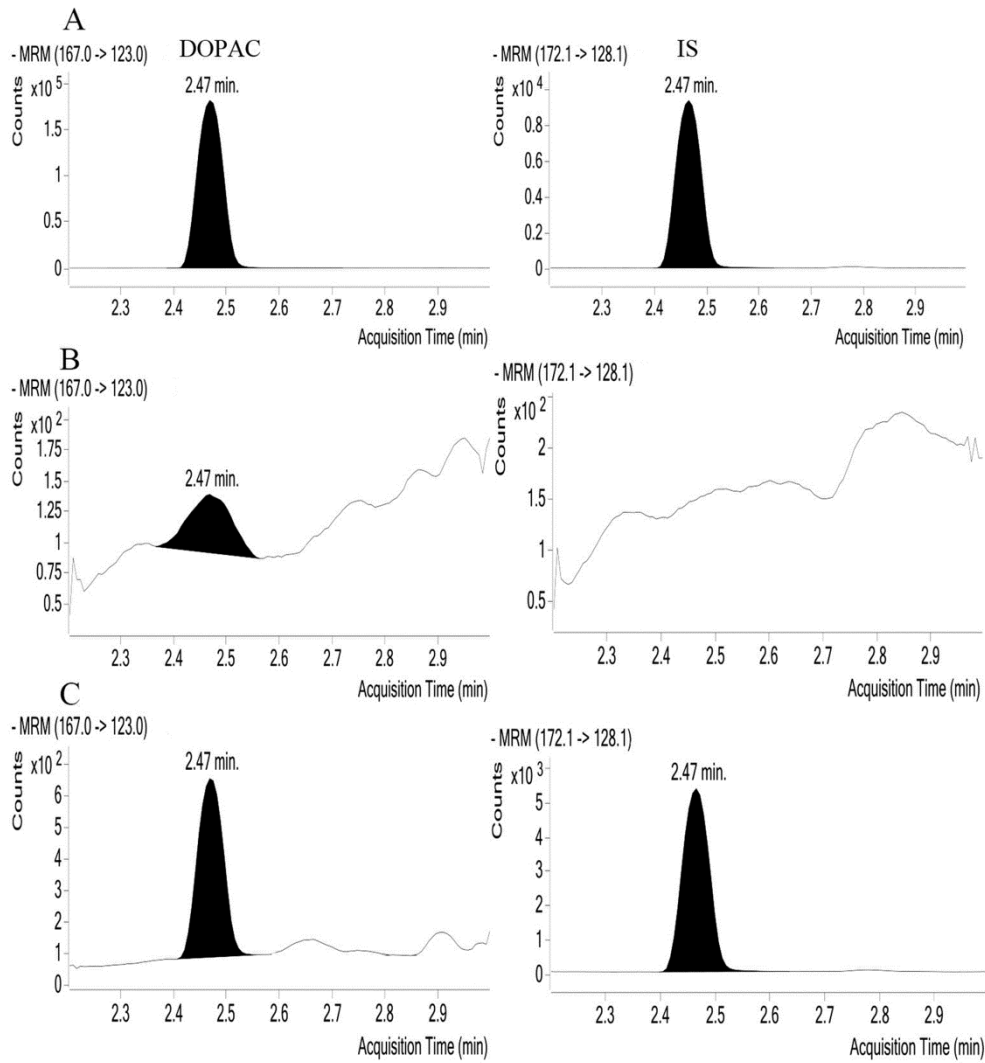 A
- MRM (167.0 -> 123.0) DOPAC
Counts
x10 5
2.47 min.
1.5
1
0.5
0
2.3 2.4 2.5 2.6 2.7 2.8 2.9
Acquisition Time (min)
- MRM (172.1 -> 128.1) IS
Counts
x10 4
2.47 min.
0.8
0.6
0.4
0.2
0
2.3 2.4 2.5 2.6 2.7 2.8 2.9
Acquisition Time (min)
B
- MRM (167.0 -> 123.0)
Counts
x10 2
1.75
1.5
2.47 min.
1.25
1
0.75
0.5
2.3 2.4 2.5 2.6 2.7 2.8 2.9
Acquisition Time (min)
- MRM (172.1 -> 128.1)
Counts
x10 2
2
1.5
1
0.5
2.3 2.4 2.5 2.6 2.7 2.8 2.9
Acquisition Time (min)
C
- MRM (167.0 -> 123.0)
Counts
x10 2
2.47 min.
6
5
4
3
2
1
0
2.3 2.4 2.5 2.6 2.7 2.8 2.9
Acquisition Time (min)
- MRM (172.1 -> 128.1)
Counts
x10 3
2.47 min.
5
4
3
2
1
0
2.3 2.4 2.5 2.6 2.7 2.8 2.9
Acquisition Time (min)